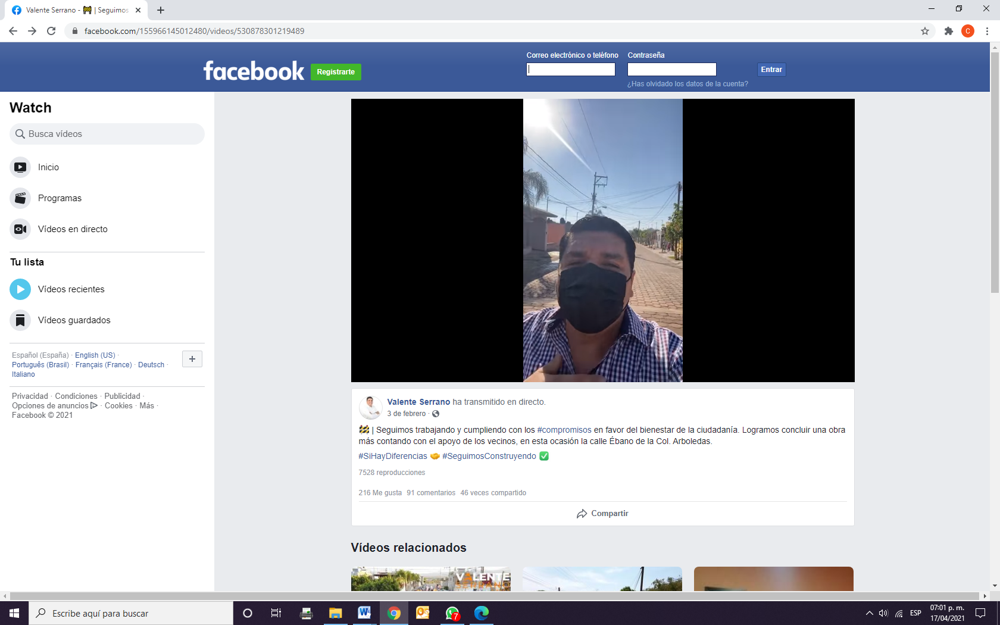 Valente Serrano - 🚧 | Seguimos
facebook.com/155966145012480/videos/530878301219489
C
facebook
Registrarte
Correo electrónico o teléfono
Contraseña
Entrar
¿Has olvidado los datos de la cuenta?
Watch
Busca vídeos
Inicio
Programas
Vídeos en directo
Tu lista
Vídeos recientes
Vídeos guardados
Español (España) · English (US) ·
Português (Brasil) · Français (France) · Deutsch ·
Italiano
Privacidad · Condiciones · Publicidad ·
Opciones de anuncios · Cookies · Más ·
Facebook © 2021
Valente Serrano ha transmitido en directo.
3 de febrero ·
🚧 | Seguimos trabajando y cumpliendo con los #compromisos en favor del bienestar de la ciudadanía. Logramos concluir una obra
más contando con el apoyo de los vecinos, en esta ocasión la calle Ébano de la Col. Arboledas.
#SiHayDiferencias 🤝 #SeguimosConstruyendo ✅
7528 reproducciones
216 Me gusta 91 comentarios 46 veces compartido
Compartir
Vídeos relacionados
VALENTE
SERRANO
Escribe aquí para buscar
7
ESP
07:01 p. m.
17/04/2021